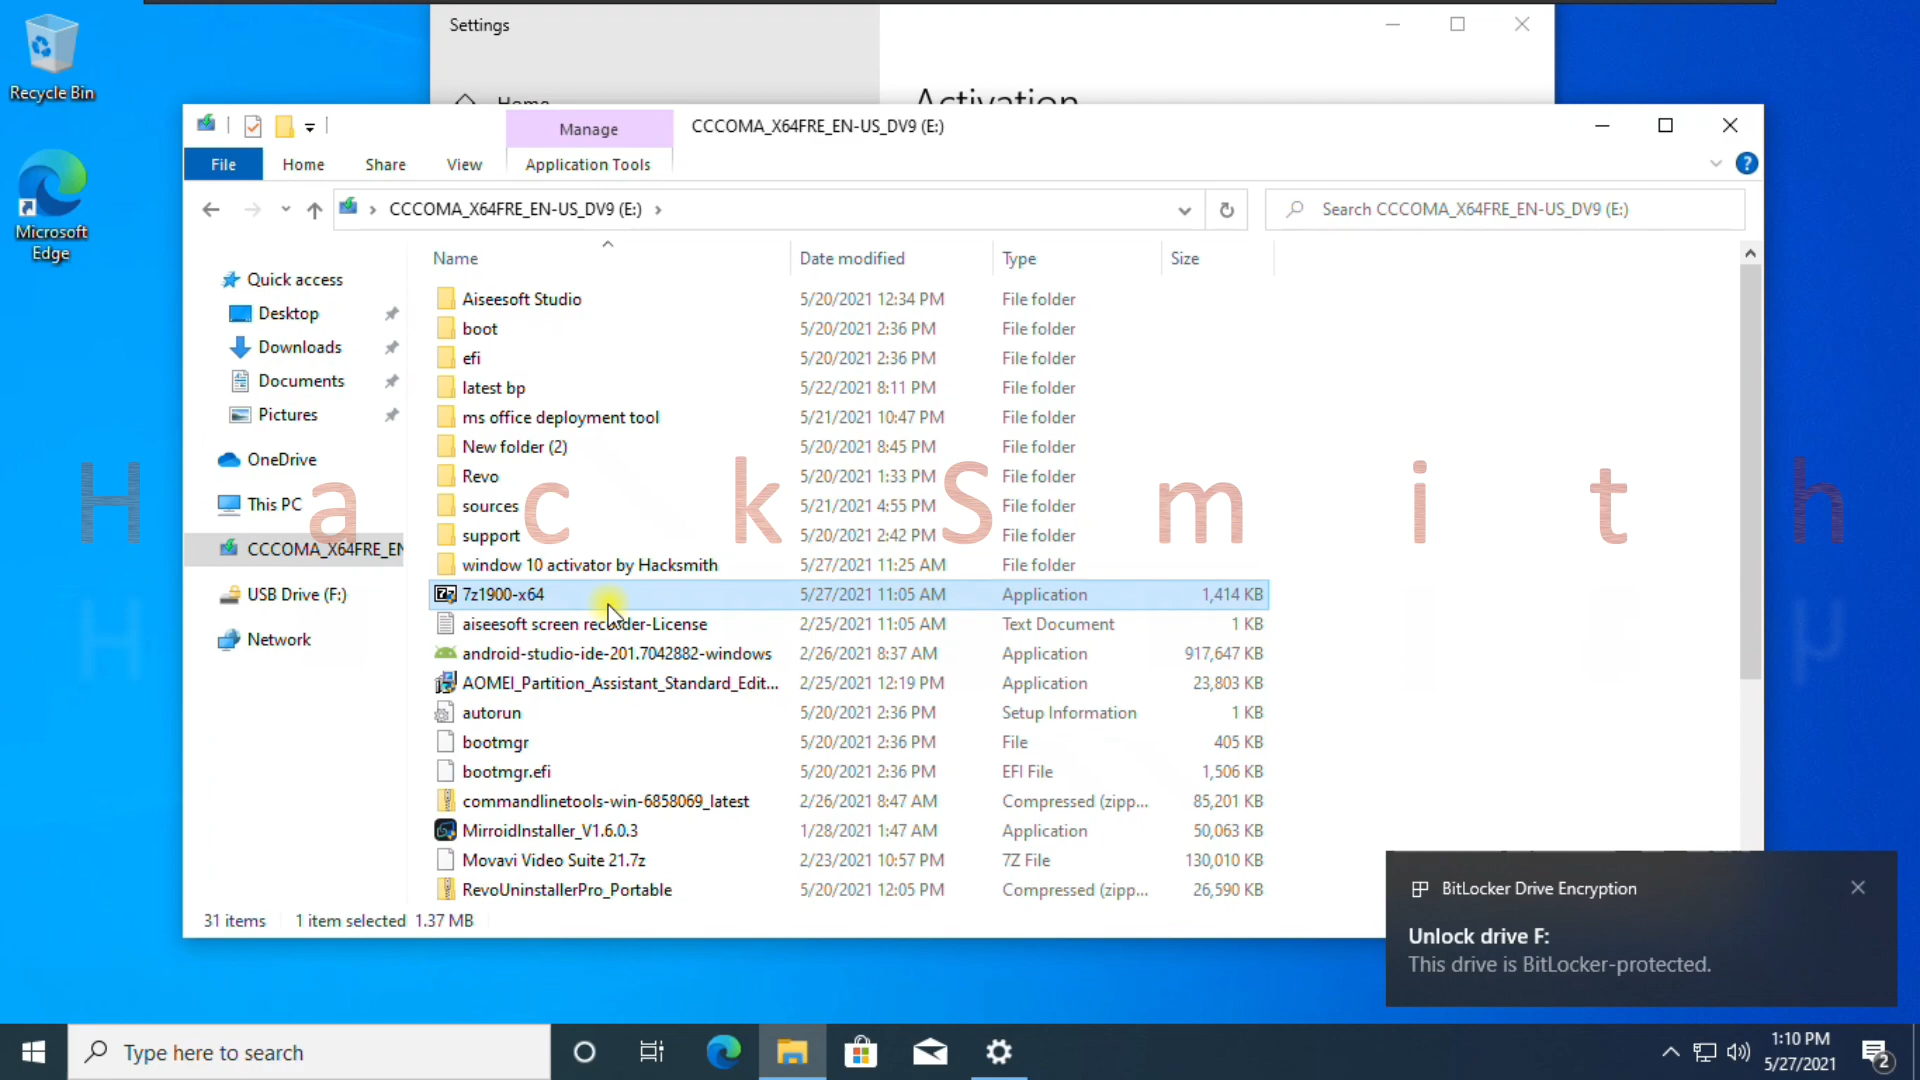 Settings
Home
Activation
Recycle Bin
Microsoft
Edge
Manage
CCCOMA_X64FRE_EN-US_DV9 (E:)
File
Home
Share
View
Application Tools
CCCOMA_X64FRE_EN-US_DV9 (E:)
Search CCCOMA_X64FRE_EN-US_DV9 (E:)
Name
Date modified
Type
Size
Quick access
Desktop
Downloads
Documents
Pictures
OneDrive
This PC
CCCOMA_X64FRE_EN
USB Drive (F:)
Network
Aiseesoft Studio 5/20/2021 12:34 PM File folder
boot 5/20/2021 2:36 PM File folder
efi 5/20/2021 2:36 PM File folder
latest bp 5/22/2021 8:11 PM File folder
ms office deployment tool 5/21/2021 10:47 PM File folder
New folder (2) 5/20/2021 8:45 PM File folder
Revo 5/20/2021 1:33 PM File folder
sources 5/21/2021 4:55 PM File folder
support 5/20/2021 2:42 PM File folder
window 10 activator by Hacksmith 5/27/2021 11:25 AM File folder
7z1900-x64 5/27/2021 11:05 AM Application 1,414 KB
aiseesoft screen recorder-License 2/25/2021 11:05 AM Text Document 1 KB
android-studio-ide-201.7042882-windows 2/26/2021 8:37 AM Application 917,647 KB
AOMEI_Partition_Assistant_Standard_Edit... 2/25/2021 12:19 PM Application 23,803 KB
autorun 5/20/2021 2:36 PM Setup Information 1 KB
bootmgr 5/20/2021 2:36 PM File 405 KB
bootmgr.efi 5/20/2021 2:36 PM EFI File 1,506 KB
commandlinetools-win-6858069_latest 2/26/2021 8:47 AM Compressed (zipp... 85,201 KB
MirroidInstaller_V1.6.0.3 1/28/2021 1:47 AM Application 50,063 KB
Movavi Video Suite 21.7z 2/23/2021 10:57 PM 7Z File 130,010 KB
RevoUninstallerPro_Portable 5/20/2021 12:05 PM Compressed (zipp... 26,590 KB
HackSmith
31 items 1 item selected 1.37 MB
BitLocker Drive Encryption
Unlock drive F:
This drive is BitLocker-protected.
Type here to search
1:10 PM
5/27/2021
2